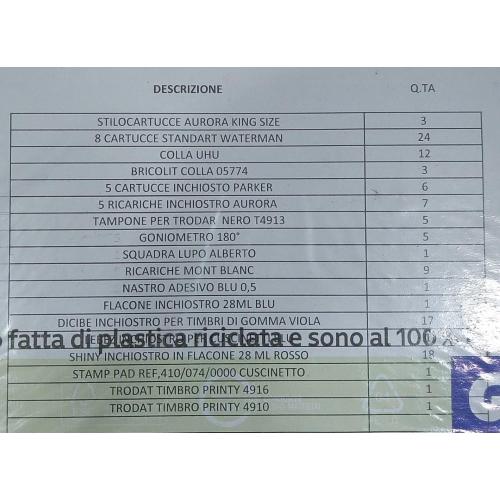 DESCRIZIONE Q.TA
STILOCARTUCCE AURORA KING SIZE 3
8 CARTUCCE STANDART WATERMAN 24
COLLA UHU 12
BRICOLIT COLLA 05774 3
5 CARTUCCE INCHIOSTO PARKER 6
5 RICARICHE INCHIOSTRO AURORA 7
TAMPONE PER TRODAR NERO T4913 5
GONIOMETRO 180° 5
SQUADRA LUPO ALBERTO 1
RICARICHE MONT BLANC 9
NASTRO ADESIVO BLU 0,5 1
FLACONE INCHIOSTRO 28ML BLU 1
DICIBE INCHIOSTRO PER TIMBRI DI GOMMA VIOLA 17
fatta di plastica riciclata e sono al 100%
SHINY INCHIOSTRO IN FLACONE 28 ML ROSSO 18
STAMP PAD REF,410/074/0000 CUSCINETTO 1
TRODAT TIMBRO PRINTY 4916 1
TRODAT TIMBRO PRINTY 4910 1
G